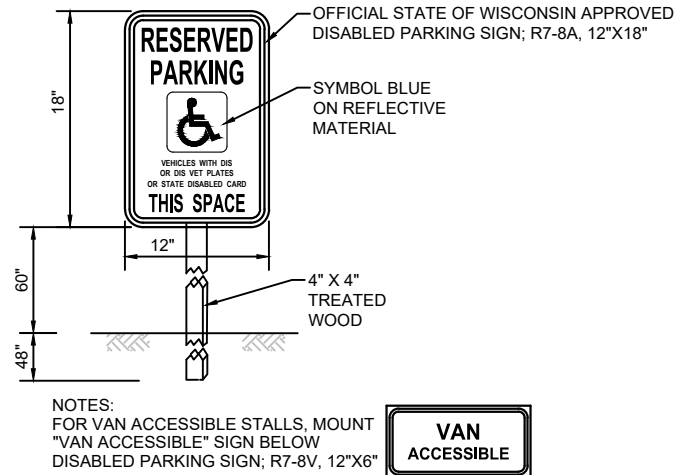 OFFICIAL STATE OF WISCONSIN APPROVED
DISABLED PARKING SIGN; R7-8A, 12"X18"
RESERVED
PARKING
SYMBOL BLUE
ON REFLECTIVE
MATERIAL
18"
VEHICLES WITH DIS
OR DIS VET PLATES
OR STATE DISABLED CARD
THIS SPACE
12"
60"
4" X 4"
TREATED
WOOD
48"
NOTES:
FOR VAN ACCESSIBLE STALLS, MOUNT
"VAN ACCESSIBLE" SIGN BELOW
DISABLED PARKING SIGN; R7-8V, 12"X6"
VAN
ACCESSIBLE